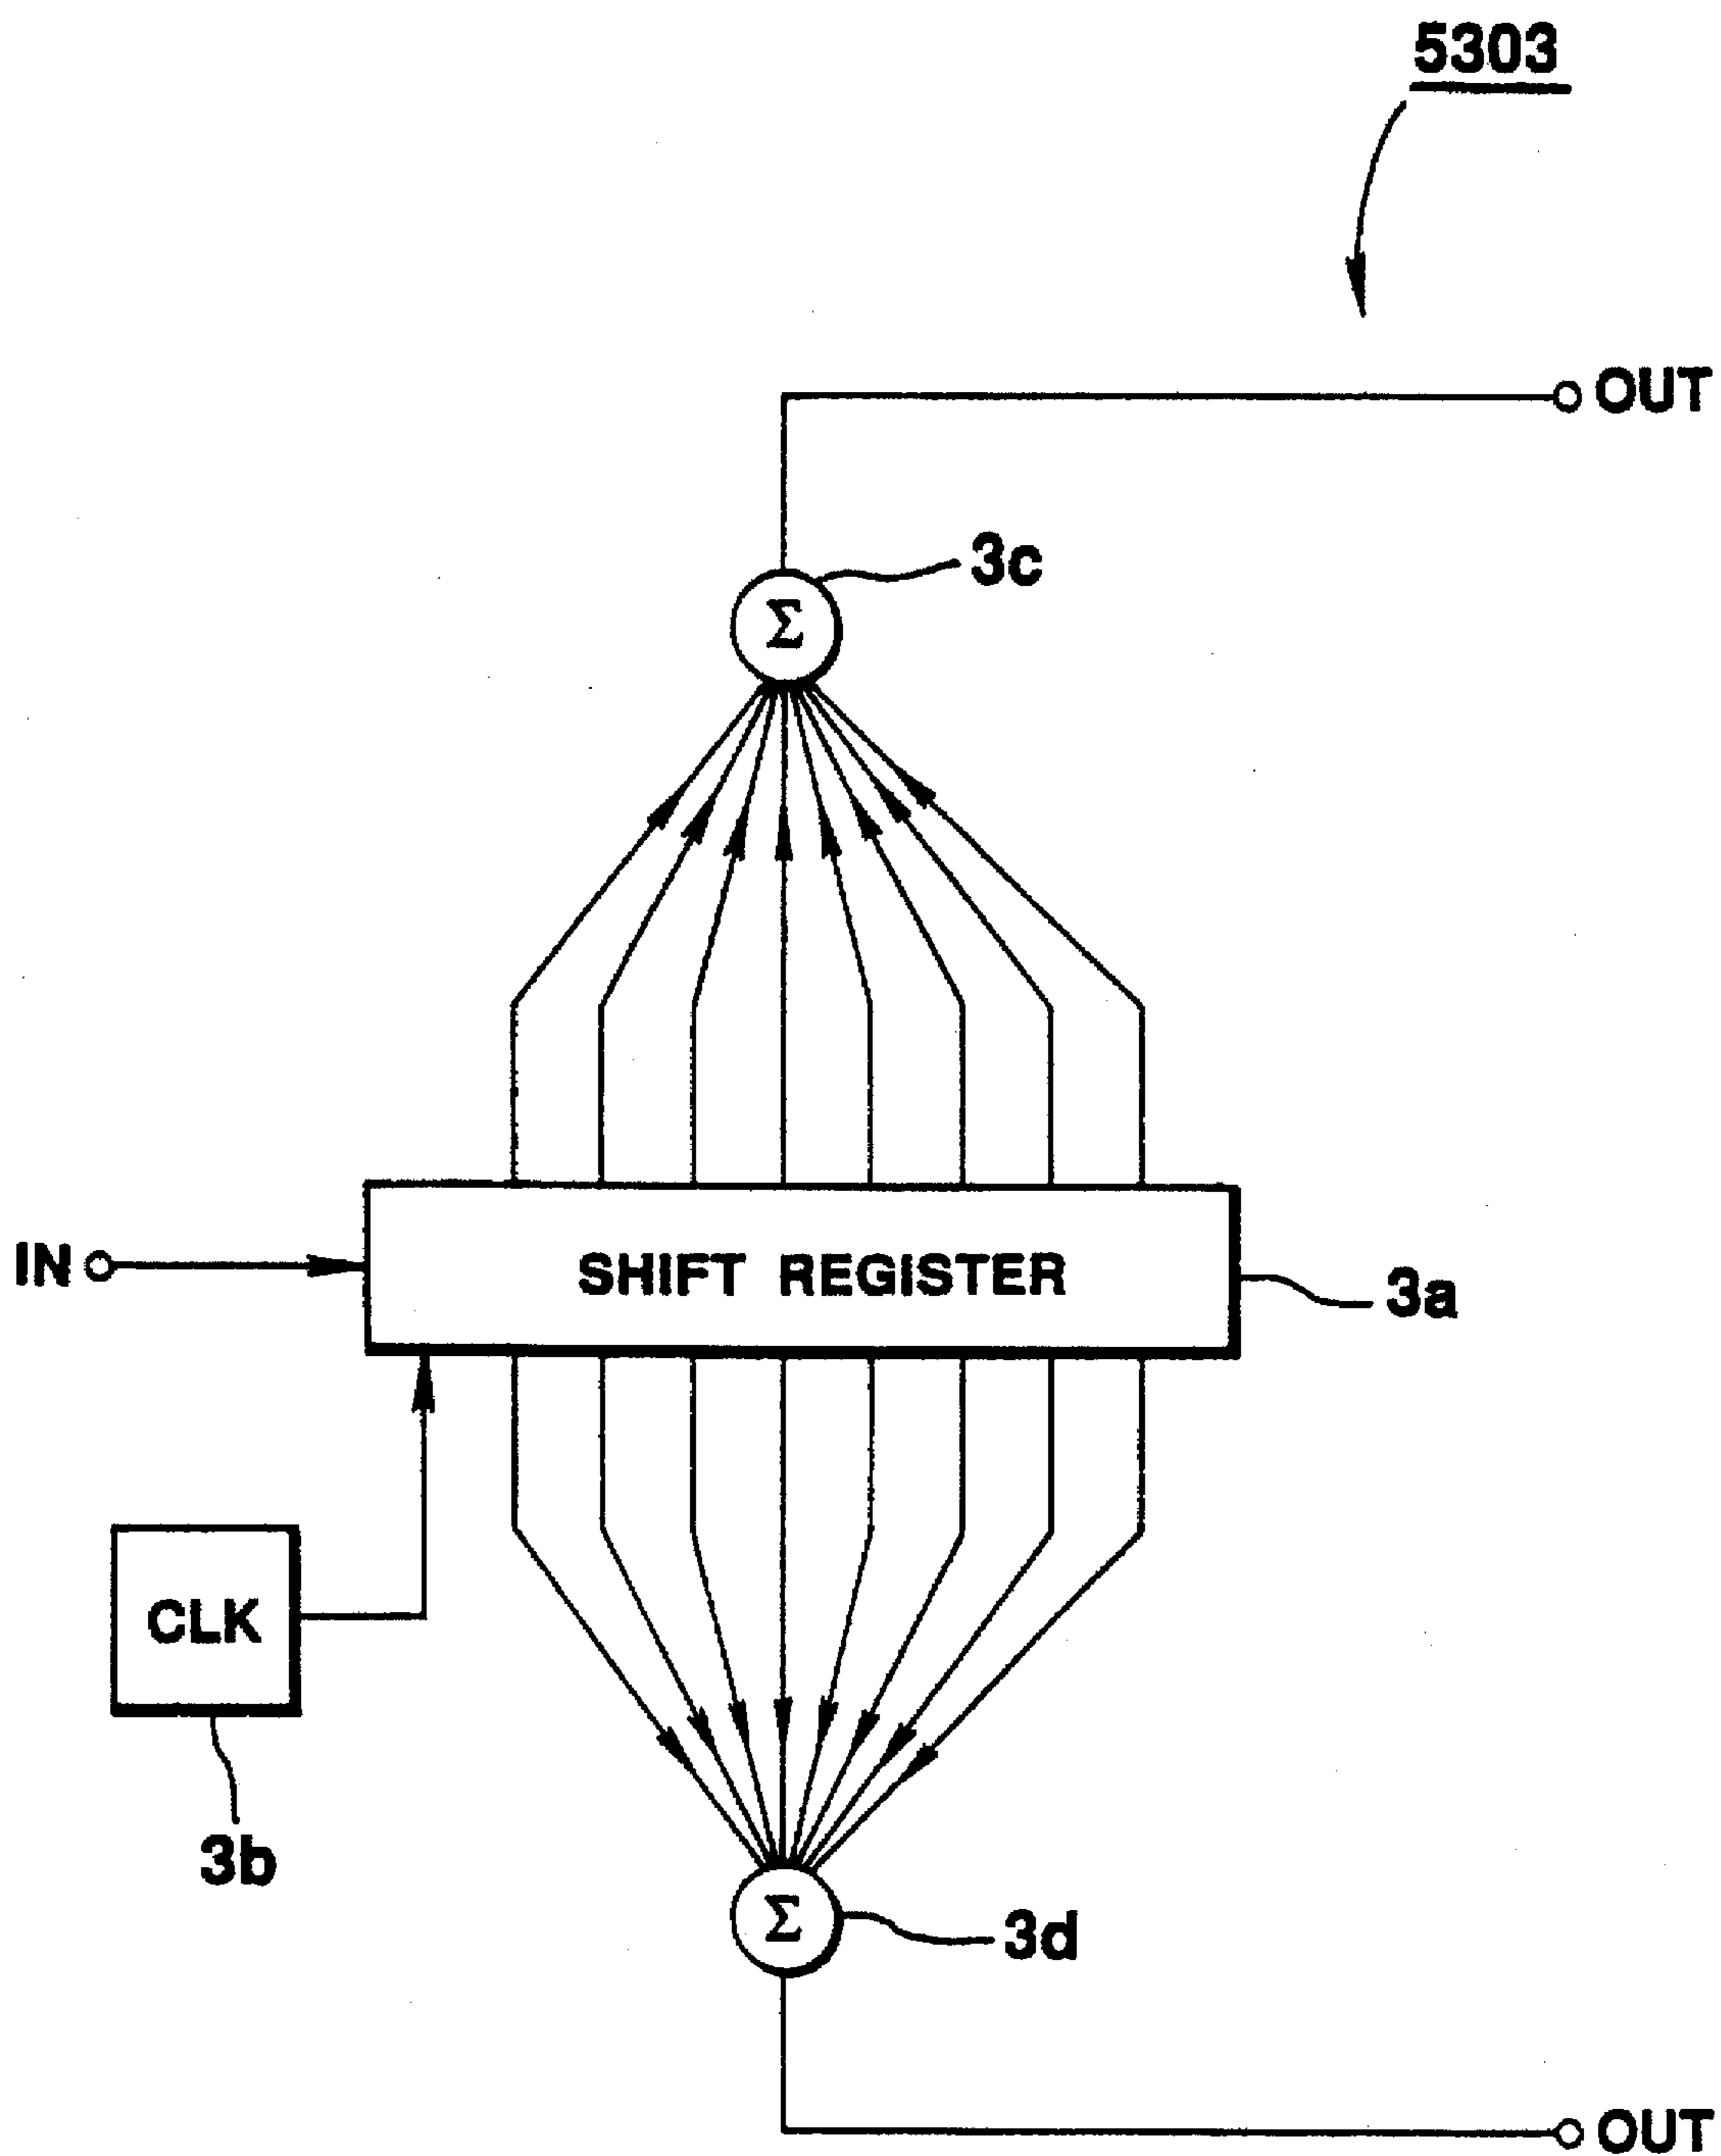 5303
OUT
3c
Σ
IN
SHIFT REGISTER
3a
CLK
3b
Σ
3d
OUT